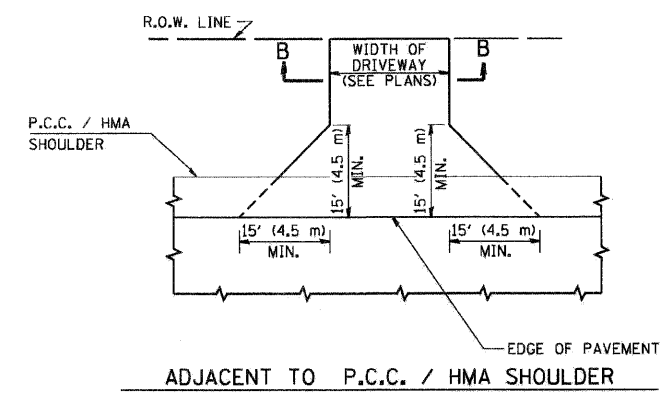 R.O.W. LINE
B
WIDTH OF
DRIVEWAY
(SEE PLANS)
B
P.C.C. / HMA
SHOULDER
15' (4.5 m)
MIN.
15' (4.5 m)
MIN.
15' (4.5 m)
MIN.
15' (4.5 m)
MIN.
EDGE OF PAVEMENT
ADJACENT TO P.C.C. / HMA SHOULDER